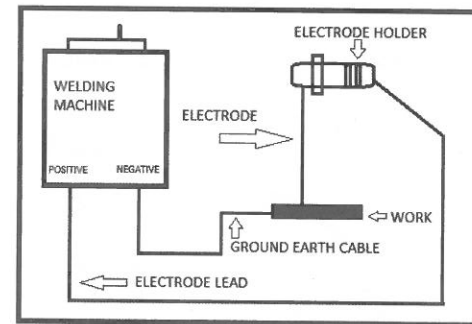 ELECTRODE HOLDER
WELDING
MACHINE
ELECTRODE
POSITIVE NEGATIVE
WORK
GROUND EARTH CABLE
ELECTRODE LEAD